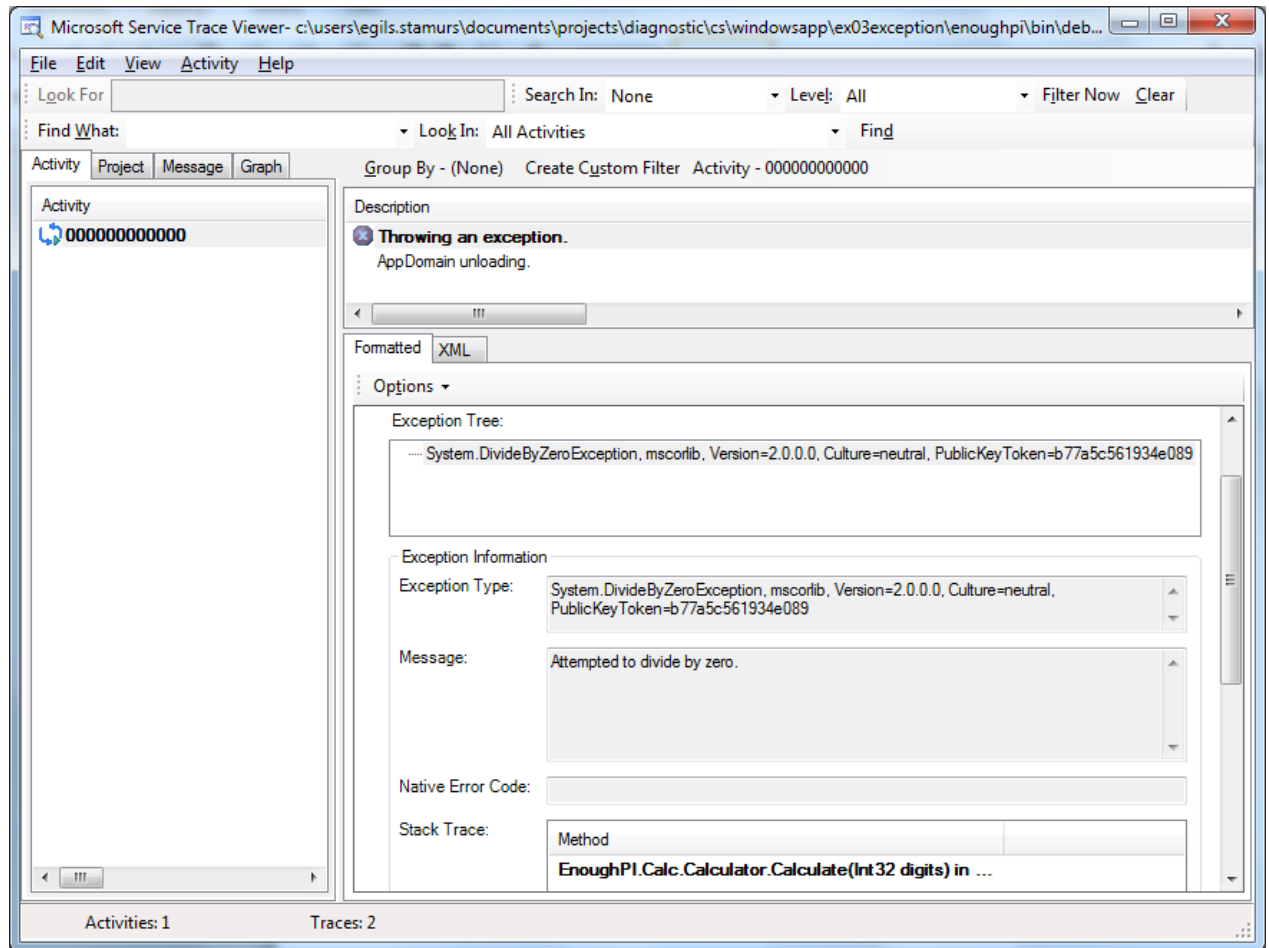 Microsoft Service Trace Viewer- c:\users\egils.stamurs\documents\projects\diagnostic\cs\windowsapp\ex03exception\enoughpi\bin\deb...
File Edit View Activity Help
Look For Search In: None Level: All Filter Now Clear
Find What: Look In: All Activities Find
Activity Project Message Graph Group By - (None) Create Custom Filter Activity - 000000000000
Activity
000000000000
Description
Throwing an exception.
AppDomain unloading.
Formatted XML
Options
Exception Tree:
System.DivideByZeroException, mscorlib, Version=2.0.0.0, Culture=neutral, PublicKeyToken=b77a5c561934e089
Exception Information
Exception Type: System.DivideByZeroException, mscorlib, Version=2.0.0.0, Culture=neutral,
PublicKeyToken=b77a5c561934e089
Message: Attempted to divide by zero.
Native Error Code:
Stack Trace: Method
EnoughPI.Calc.Calculator.Calculate(Int32 digits) in ...
Activities: 1 Traces: 2